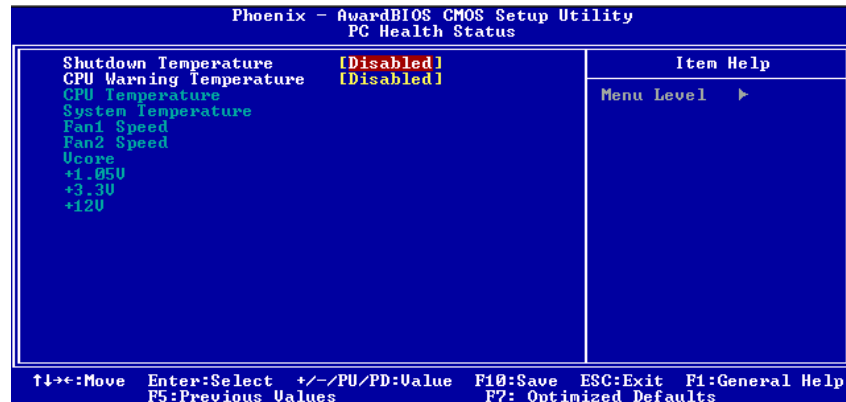 Phoenix - AwardBIOS CMOS Setup Utility
PC Health Status
Shutdown Temperature [Disabled]
CPU Warning Temperature [Disabled]
CPU Temperature
System Temperature
Fan1 Speed
Fan2 Speed
Vcore
+1.05V
+3.3V
+12V
Item Help
Menu Level ►
↑↓→←:Move Enter:Select +/-/PU/PD:Value F10:Save ESC:Exit F1:General Help
F5:Previous Values F7: Optimized Defaults